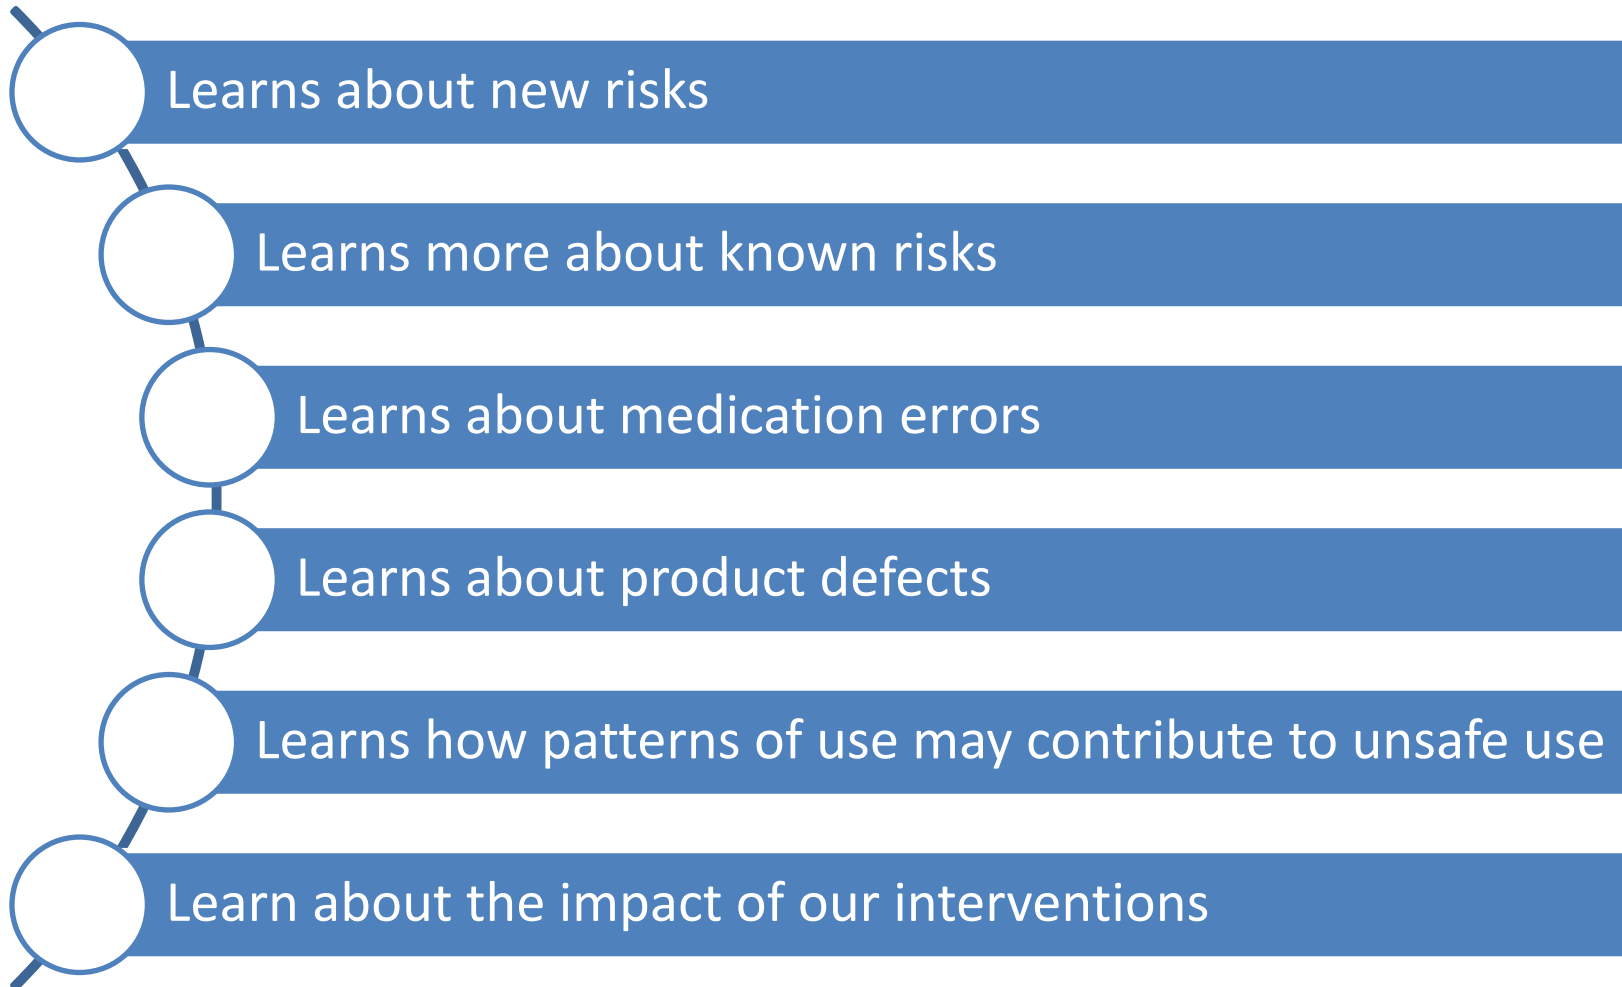 Learns about new risks
Learns more about known risks
Learns about medication errors
Learns about product defects
Learns how patterns of use may contribute to unsafe use
Learn about the impact of our interventions